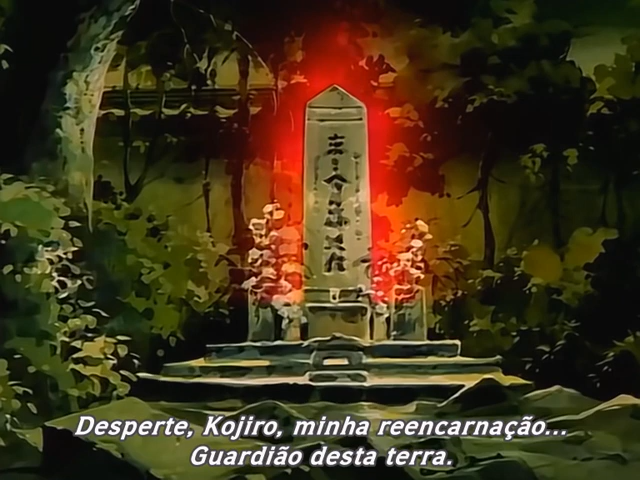 Desperte, Kojiro, minha reencarnação...
Guardião desta terra.